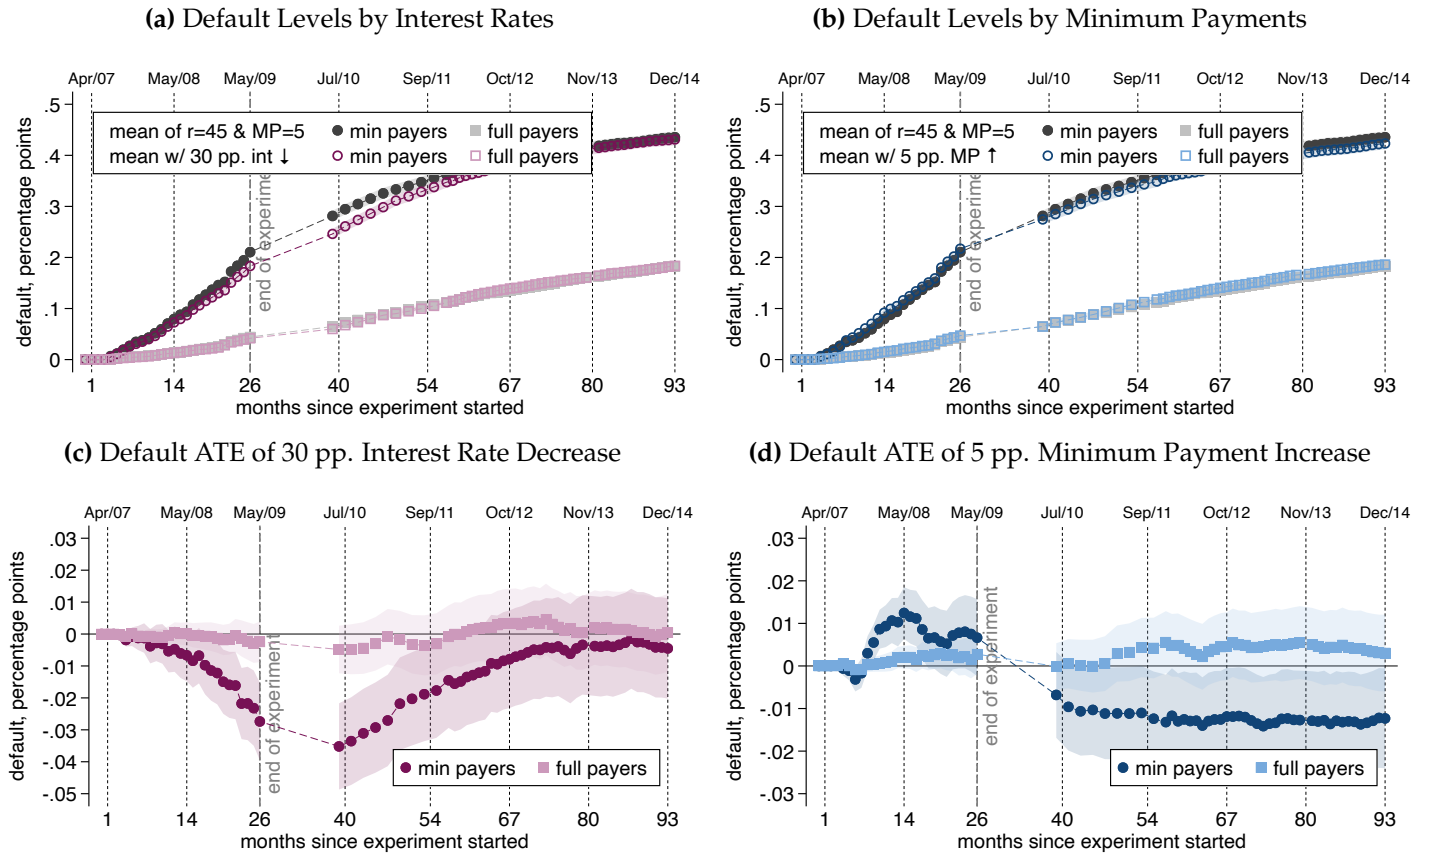 (a) Default Levels by Interest Rates
Apr/07 May/08 May/09 Jul/10 Sep/11 Oct/12 Nov/13 Dec/14
default, percentage points
.5
.4
.3
.2
.1
0
mean of r=45 & MP=5 min payers full payers
mean w/ 30 pp. int ↓ min payers full payers
end of experime
1 14 26 40 54 67 80 93
months since experiment started
(b) Default Levels by Minimum Payments
Apr/07 May/08 May/09 Jul/10 Sep/11 Oct/12 Nov/13 Dec/14
default, percentage points
.5
.4
.3
.2
.1
0
mean of r=45 & MP=5 min payers full payers
mean w/ 5 pp. MP ↑ min payers full payers
end of experime
1 14 26 40 54 67 80 93
months since experiment started
(c) Default ATE of 30 pp. Interest Rate Decrease
Apr/07 May/08 May/09 Jul/10 Sep/11 Oct/12 Nov/13 Dec/14
default, percentage points
.03
.02
.01
0
-.01
-.02
-.03
-.04
-.05
end of experiment
min payers full payers
1 14 26 40 54 67 80 93
months since experiment started
(d) Default ATE of 5 pp. Minimum Payment Increase
Apr/07 May/08 May/09 Jul/10 Sep/11 Oct/12 Nov/13 Dec/14
default, percentage points
.03
.02
.01
0
-.01
-.02
-.03
end of experiment
min payers full payers
1 14 26 40 54 67 80 93
months since experiment started